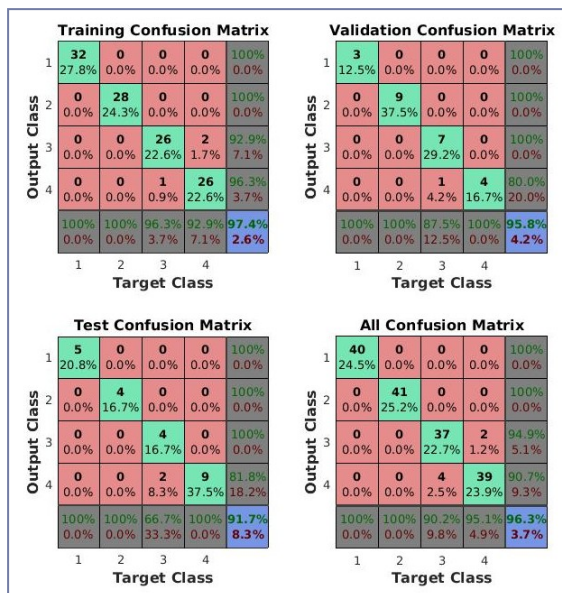 Training Confusion Matrix
1 32 0 0 0 100%
27.8% 0.0% 0.0% 0.0% 0.0%
2 0 28 0 0 100%
0.0% 24.3% 0.0% 0.0% 0.0%
3 0 0 26 2 92.9%
0.0% 0.0% 22.6% 1.7% 7.1%
4 0 0 1 26 96.3%
0.0% 0.0% 0.9% 22.6% 3.7%
100% 100% 96.3% 92.9% 97.4%
0.0% 0.0% 3.7% 7.1% 2.6%
1 2 3 4
Target Class
Output Class
Validation Confusion Matrix
1 3 0 0 0 100%
12.5% 0.0% 0.0% 0.0% 0.0%
2 0 9 0 0 100%
0.0% 37.5% 0.0% 0.0% 0.0%
3 0 0 7 0 100%
0.0% 0.0% 29.2% 0.0% 0.0%
4 0 0 1 4 80.0%
0.0% 0.0% 4.2% 16.7% 20.0%
100% 100% 87.5% 100% 95.8%
0.0% 0.0% 12.5% 0.0% 4.2%
1 2 3 4
Target Class
Output Class
Test Confusion Matrix
1 5 0 0 0 100%
20.8% 0.0% 0.0% 0.0% 0.0%
2 0 4 0 0 100%
0.0% 16.7% 0.0% 0.0% 0.0%
3 0 0 4 0 100%
0.0% 0.0% 16.7% 0.0% 0.0%
4 0 0 2 9 81.8%
0.0% 0.0% 8.3% 37.5% 18.2%
100% 100% 66.7% 100% 91.7%
0.0% 0.0% 33.3% 0.0% 8.3%
1 2 3 4
Target Class
Output Class
All Confusion Matrix
1 40 0 0 0 100%
24.5% 0.0% 0.0% 0.0% 0.0%
2 0 41 0 0 100%
0.0% 25.2% 0.0% 0.0% 0.0%
3 0 0 37 2 94.9%
0.0% 0.0% 22.7% 1.2% 5.1%
4 0 0 4 39 90.7%
0.0% 0.0% 2.5% 23.9% 9.3%
100% 100% 90.2% 95.1% 96.3%
0.0% 0.0% 9.8% 4.9% 3.7%
1 2 3 4
Target Class
Output Class